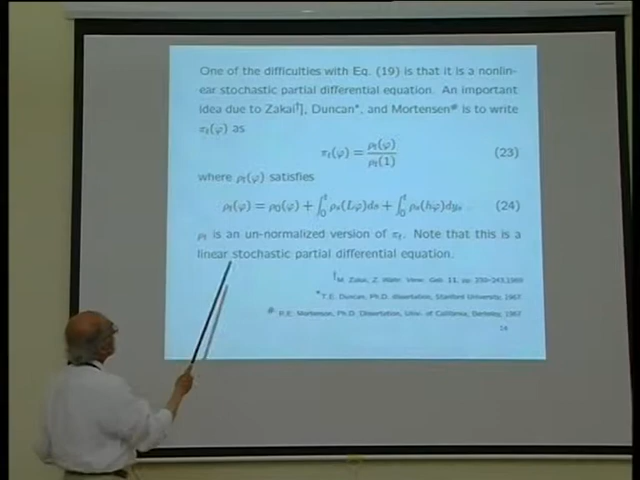 One of the difficulties with Eq. (19) is that it is a nonlin-
ear stochastic partial differential equation. An important
idea due to Zakai†], Duncan*, and Mortensen# is to write
πₜ(φ) as
πₜ(φ) = ρₜ(φ) / ρₜ(1) (23)
where ρₜ(φ) satisfies
ρₜ(φ) = ρ₀(φ) + ∫₀ᵗ ρₛ(Lφ)ds + ∫₀ᵗ ρₛ(hφ)dyₛ . (24)
ρₜ is an un-normalized version of πₜ. Note that this is a
linear stochastic partial differential equation.
†M. Zakai, Z. Wahr. Verw. Geb. 11, pp. 230–243,1969
*T.E. Duncan, Ph.D. dissertation, Stanford University, 1967
# R.E. Mortensen, Ph.D. Dissertation, Univ. of California, Berkeley, 1967
14